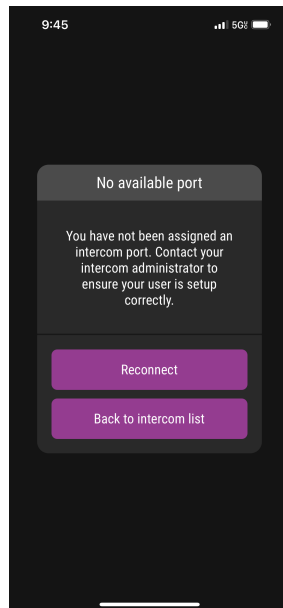 9:45
5G
No available port
You have not been assigned an
intercom port. Contact your
intercom administrator to
ensure your user is setup
correctly.
Reconnect
Back to intercom list